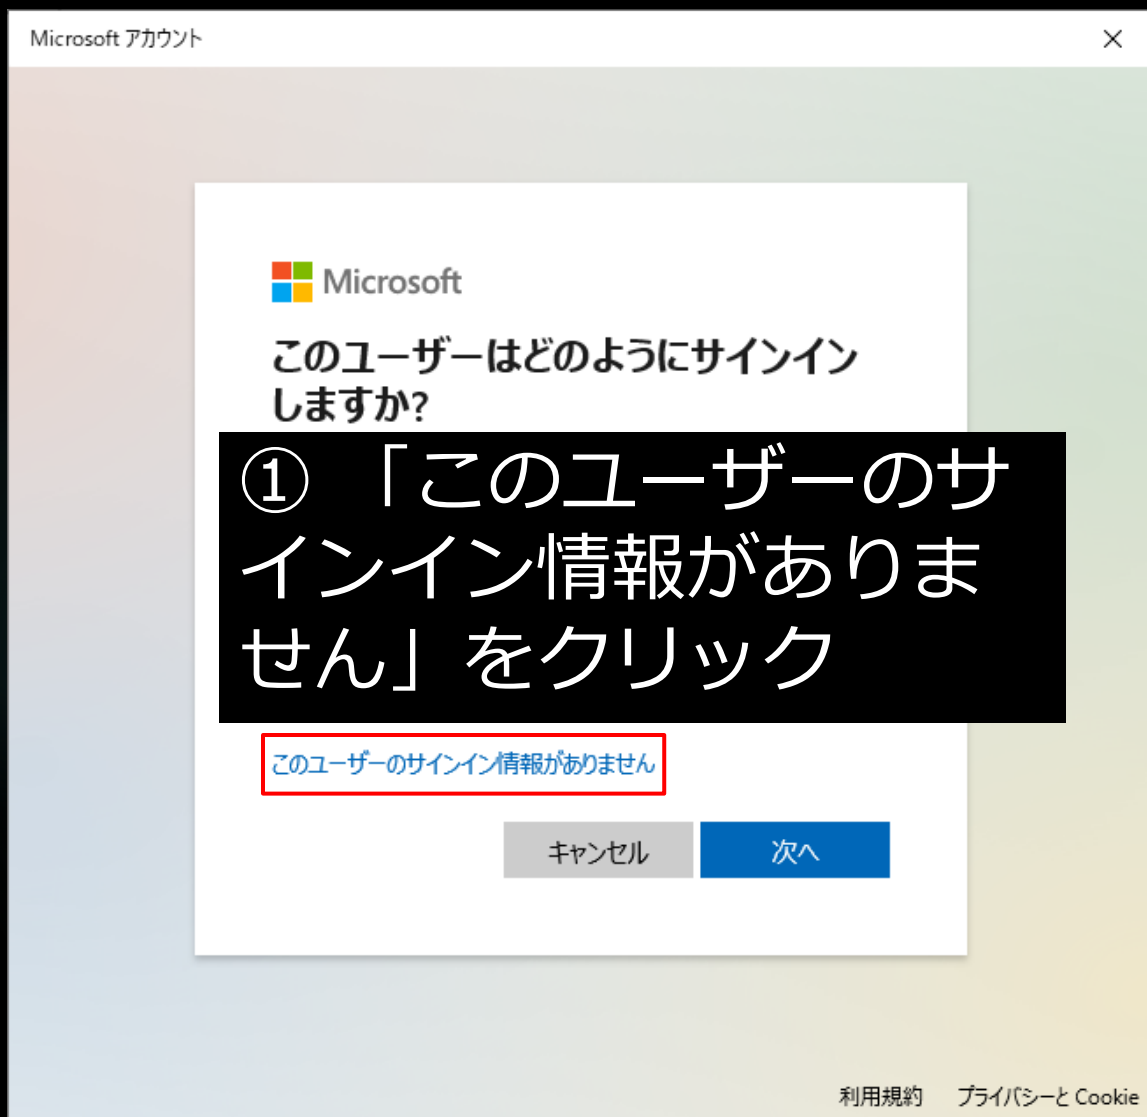 Microsoft アカウント
Microsoft
このユーザーはどのようにサインイン
しますか?
① 「このユーザーのサ
インイン情報がありま
せん」をクリック
このユーザーのサインイン情報がありません
キャンセル 次へ
利用規約 プライバシーと Cookie